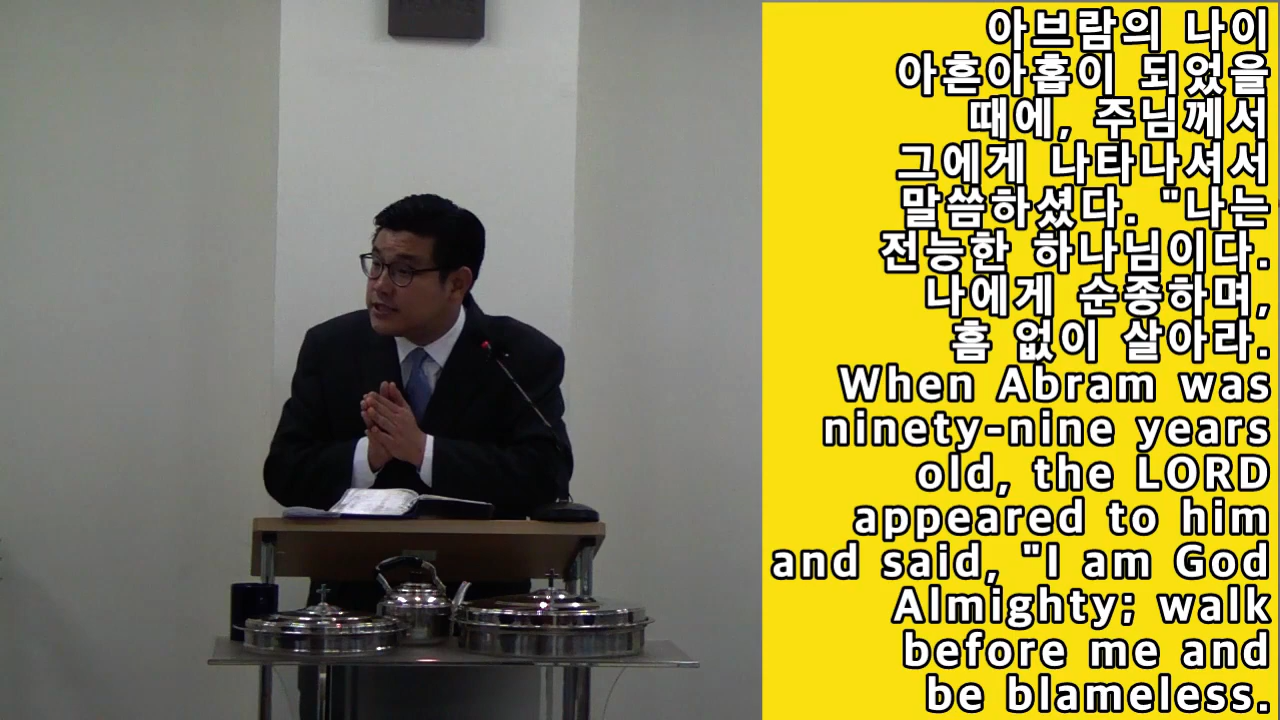 아브람의 나이
아흔아홉이 되었을
때에, 주님께서
그에게 나타나셔서
말씀하셨다. "나는
전능한 하나님이다.
나에게 순종하며,
흠 없이 살아라.
When Abram was
ninety-nine years
old, the LORD
appeared to him
and said, "I am God
Almighty; walk
before me and
be blameless.